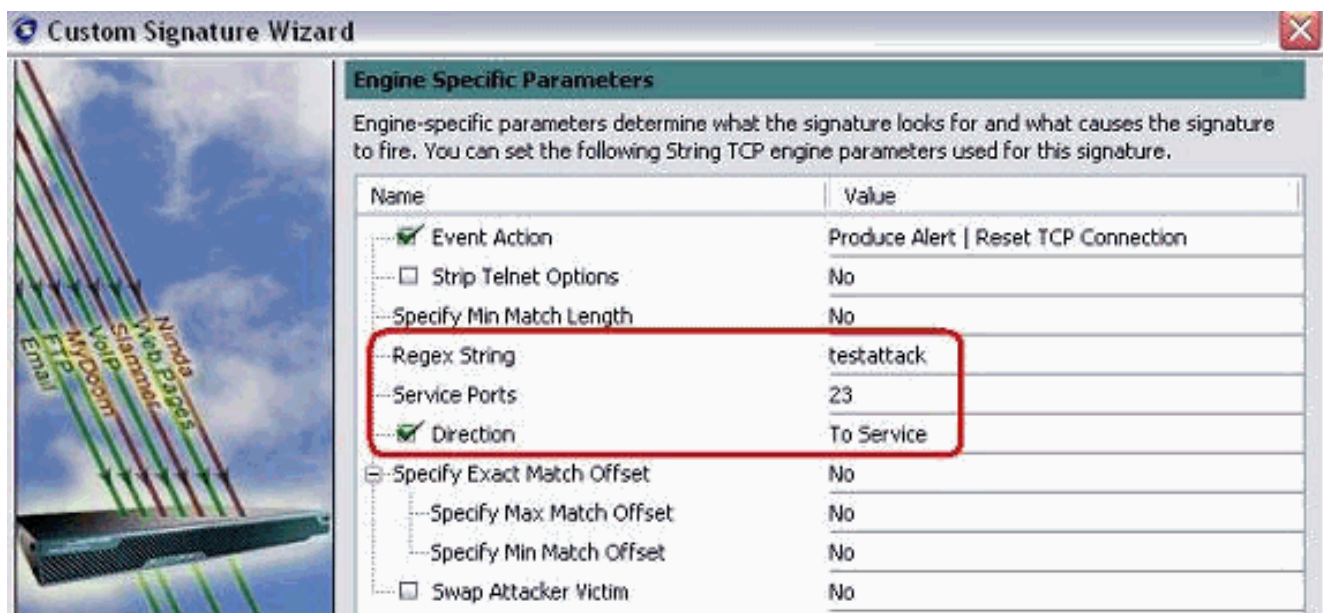 Custom Signature Wizard
Engine Specific Parameters
Engine-specific parameters determine what the signature looks for and what causes the signature
to fire. You can set the following String TCP engine parameters used for this signature.
Name Value
Event Action Produce Alert | Reset TCP Connection
Strip Telnet Options No
Specify Min Match Length No
Regex String testattack
Service Ports 23
Direction To Service
Specify Exact Match Offset No
Specify Max Match Offset No
Specify Min Match Offset No
Swap Attacker Victim No
Nimda
Web Pages
Slammer
VoIP
MyDoom
FTP
Email